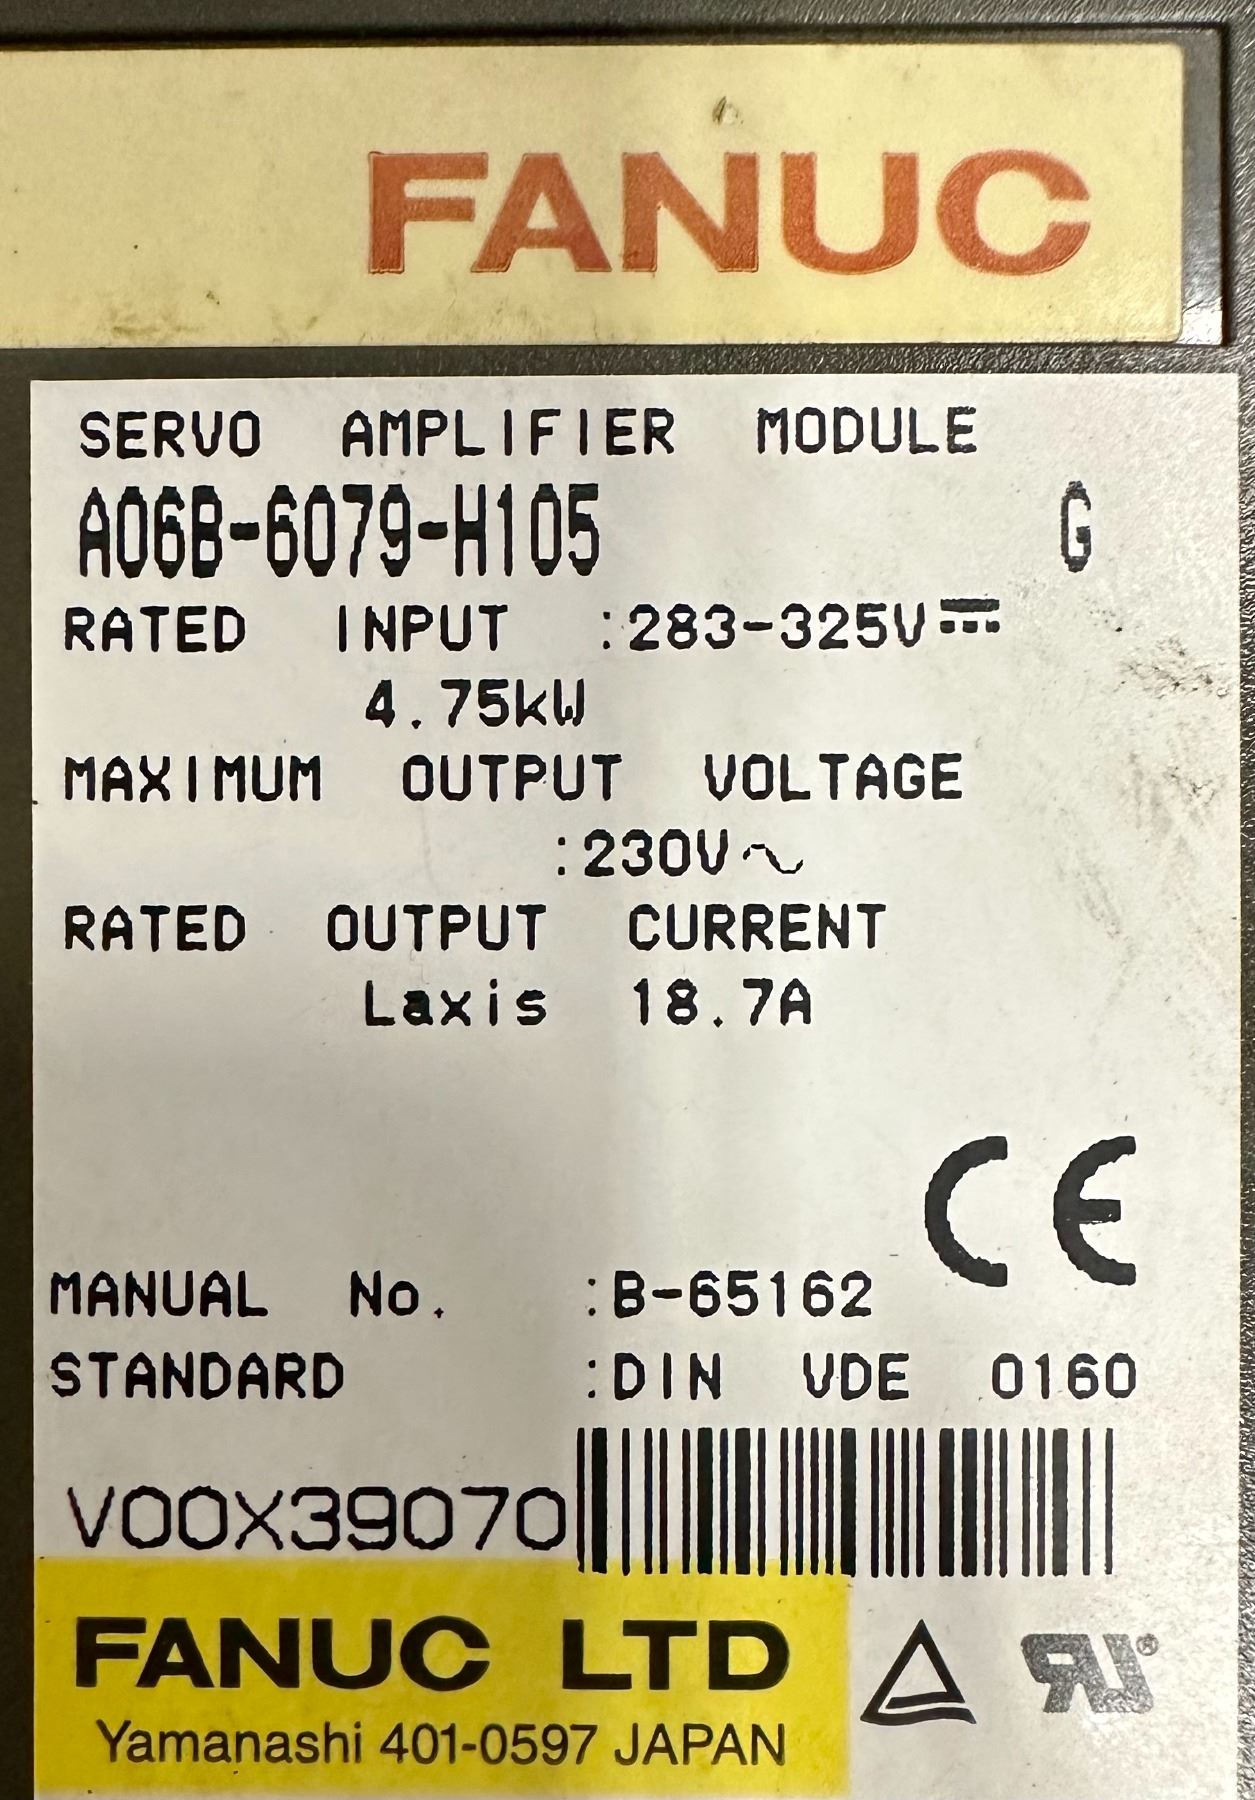 FANUC
SERVO AMPLIFIER MODULE
A06B-6079-H105 G
RATED INPUT :283-325V⎓
4.75kW
MAXIMUM OUTPUT VOLTAGE
:230V∿
RATED OUTPUT CURRENT
Laxis 18.7A
CE
MANUAL No. :B-65162
STANDARD :DIN VDE 0160
V00X39070
FANUC LTD
Yamanashi 401-0597 JAPAN